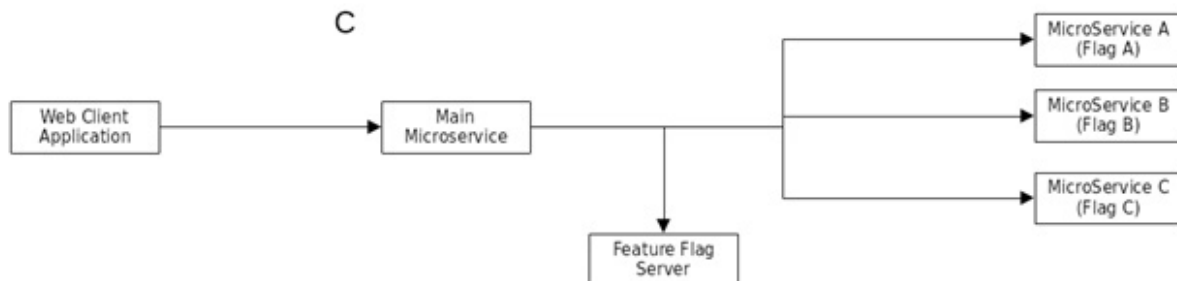 C
Web Client
Application
Main
Microservice
Feature Flag
Server
MicroService A
(Flag A)
MicroService B
(Flag B)
MicroService C
(Flag C)